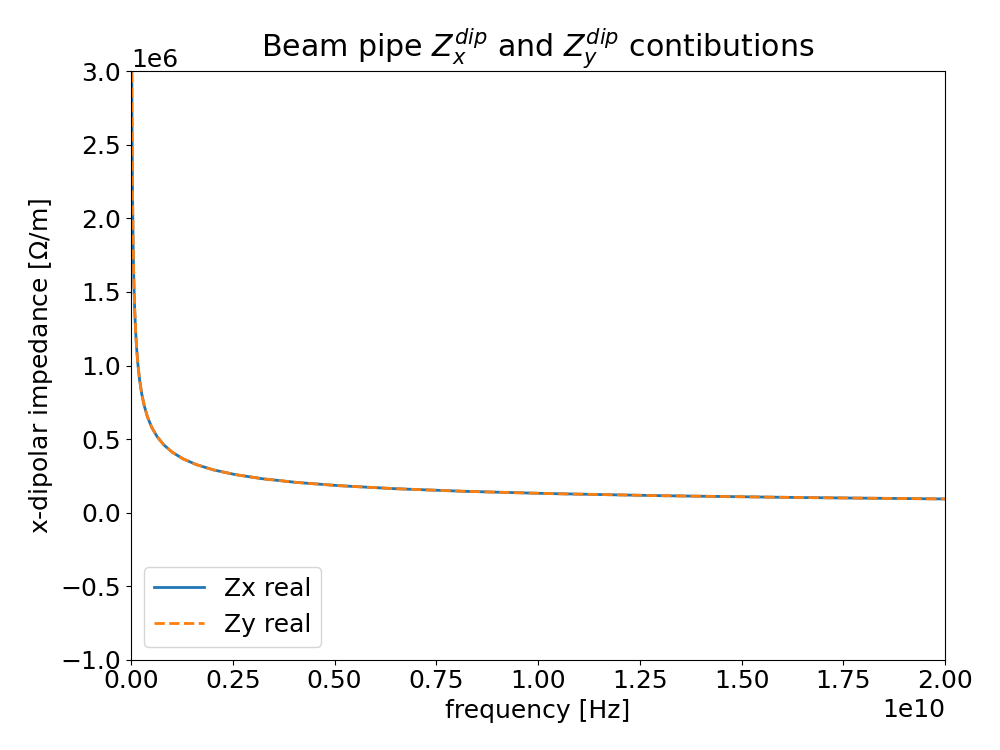 Beam pipe $Z_x^{dip}$ and $Z_y^{dip}$ contibutions
1e6
3.0
2.5
2.0
1.5
1.0
0.5
0.0
−0.5
−1.0
x-dipolar impedance [Ω/m]
Zx real
Zy real
0.00 0.25 0.50 0.75 1.00 1.25 1.50 1.75 2.00
frequency [Hz]
1e10